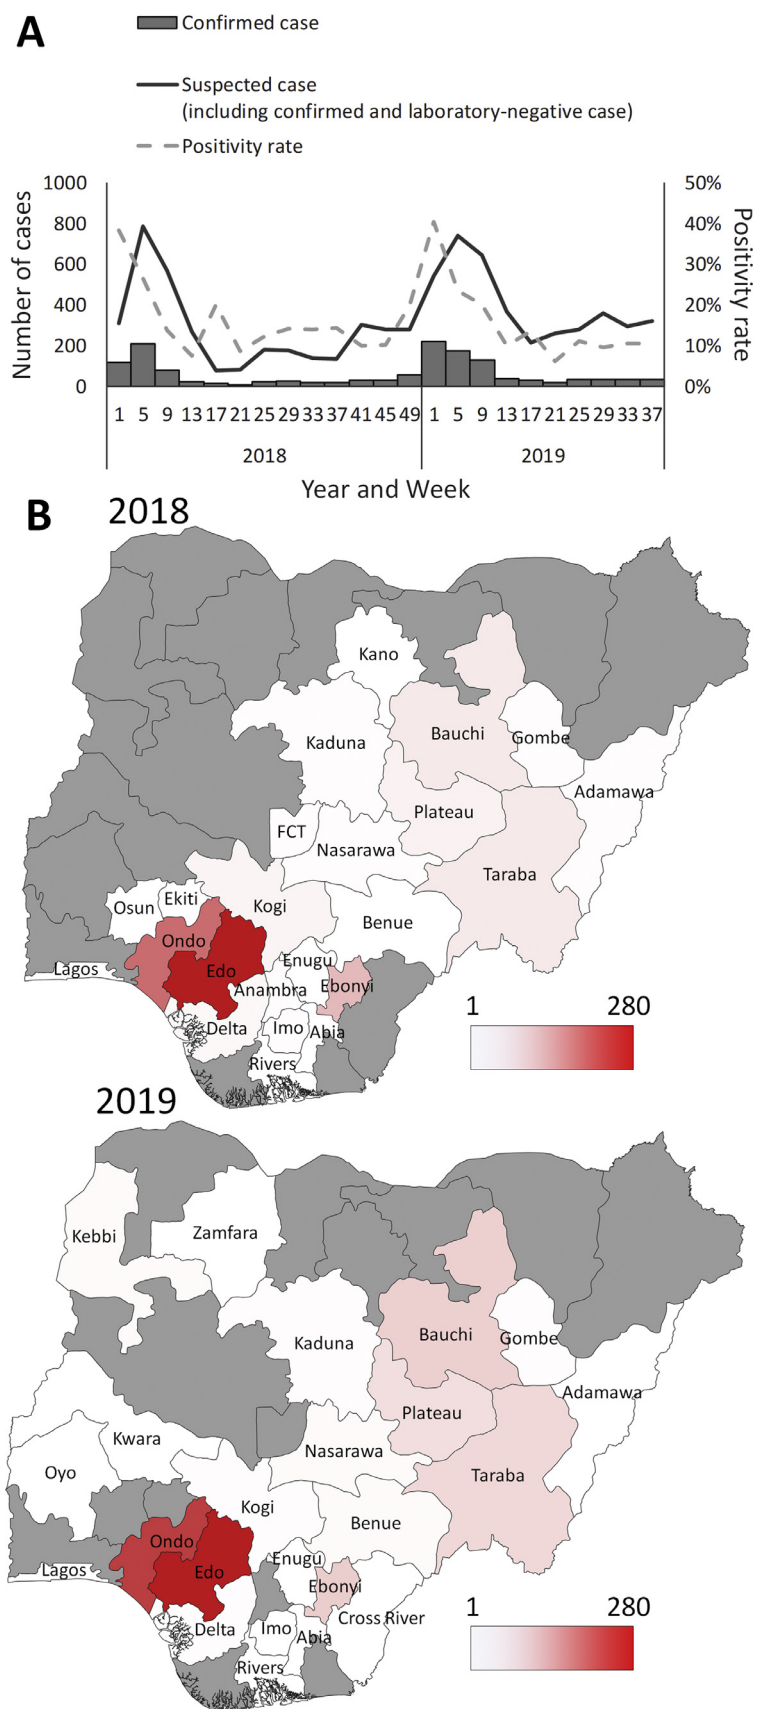 A
Confirmed case
Suspected case
(including confirmed and laboratory-negative case)
Positivity rate
1000 50%
800 40%
600 30%
400 20%
200 10%
0 0%
Number of cases
Positivity rate
1 5 9 13 17 21 25 29 33 37 41 45 49 1 5 9 13 17 21 25 29 33 37
2018 2019
Year and Week
B
2018
Kano
Kaduna
Bauchi
Gombe
Adamawa
Plateau
FCT
Nasarawa
Taraba
Osun
Ekiti
Kogi
Benue
Ondo
Lagos
Edo
Enugu
Anambra
Ebonyi
Delta
Imo
Abia
Rivers
1 280
2019
Kebbi
Zamfara
Kaduna
Bauchi
Gombe
Adamawa
Plateau
Kwara
Nasarawa
Oyo
Taraba
Kogi
Benue
Ondo
Lagos
Edo
Enugu
Ebonyi
Cross River
Delta
Imo
Abia
Rivers
1 280